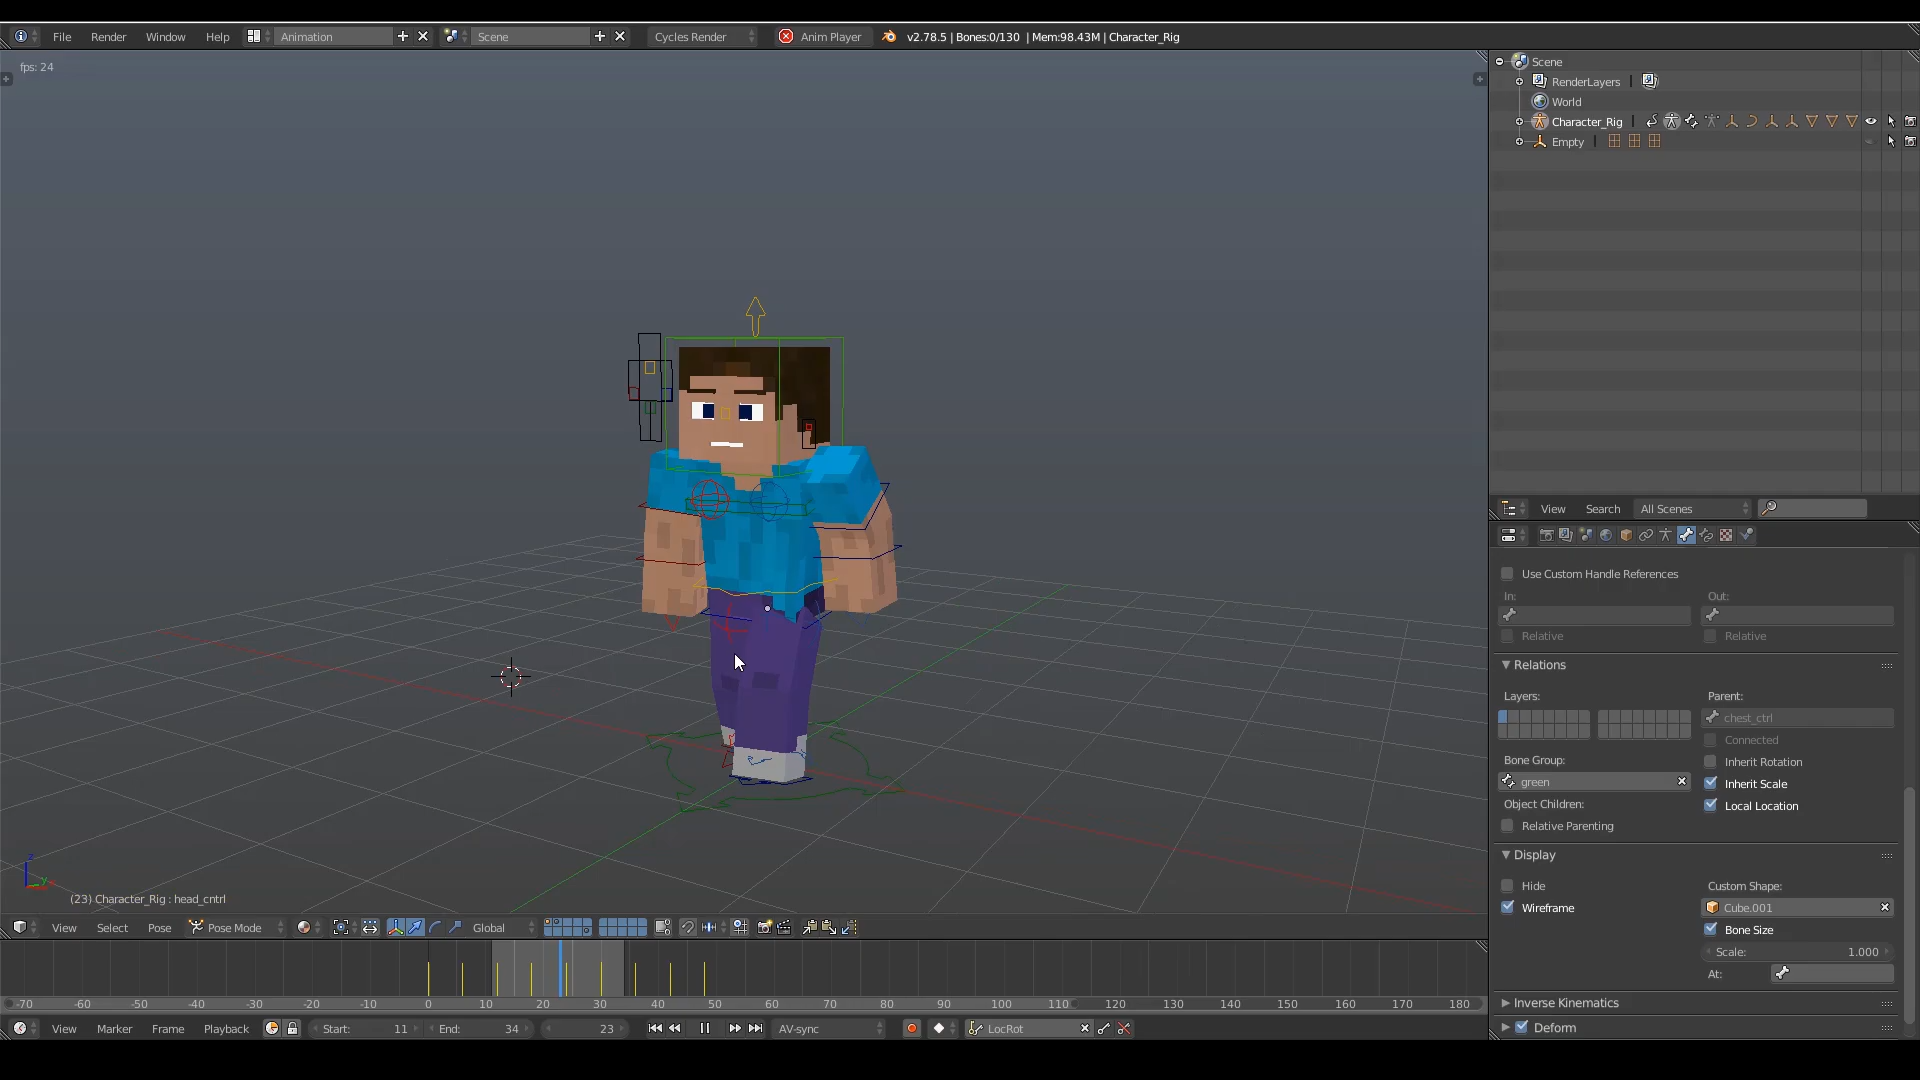 File Render Window Help Animation Scene Cycles Render Anim Player v2.78.5 | Bones:0/130 | Mem:98.43M | Character_Rig
fps: 24
Scene
RenderLayers
World
Character_Rig
Empty
View Search All Scenes
Use Custom Handle References
In: Out:
Relative Relative
Relations
Layers: Parent:
chest_ctrl
Connected
Bone Group: Inherit Rotation
green Inherit Scale
Object Children: Local Location
Relative Parenting
Display
Hide Custom Shape:
Wireframe Cube.001
Bone Size
Scale: 1.000
At:
Inverse Kinematics
Deform
z
y
(23) Character_Rig : head_cntrl
View Select Pose Pose Mode Global
-70 -60 -50 -40 -30 -20 -10 0 10 20 30 40 50 60 70 80 90 100 110 120 130 140 150 160 170 180
View Marker Frame Playback Start: 11 End: 34 23 AV-sync LocRot